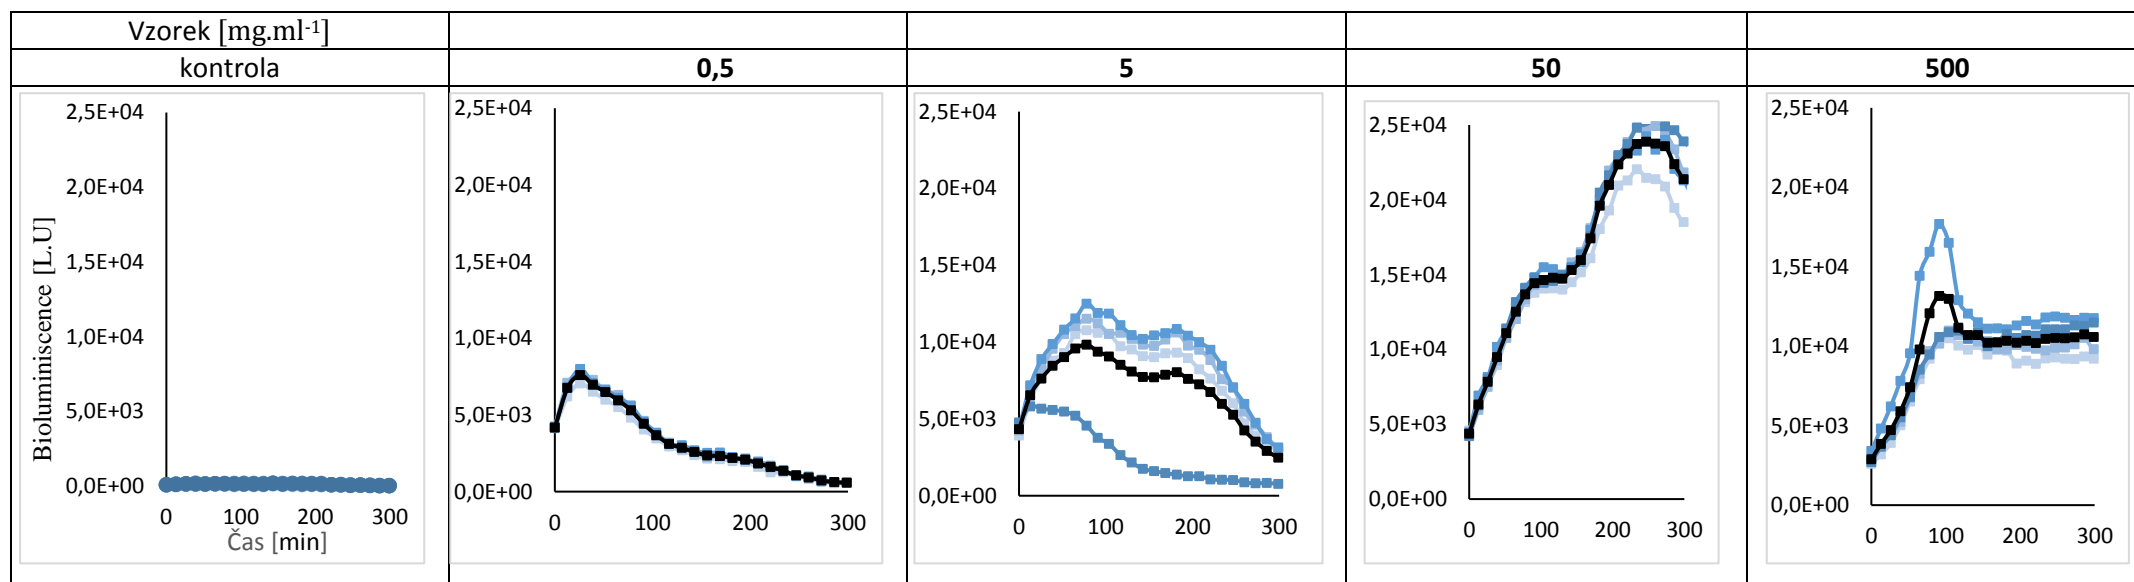 Vzorek [mg.ml-1]
kontrola 0,5 5 50 500
Bioluminiscence [L.U]
2,5E+04
2,0E+04
1,5E+04
1,0E+04
5,0E+03
0,0E+00
0 100 200 300
Čas [min]
2,5E+04
2,0E+04
1,5E+04
1,0E+04
5,0E+03
0,0E+00
0 100 200 300
2,5E+04
2,0E+04
1,5E+04
1,0E+04
5,0E+03
0,0E+00
0 100 200 300
2,5E+04
2,0E+04
1,5E+04
1,0E+04
5,0E+03
0,0E+00
0 100 200 300
2,5E+04
2,0E+04
1,5E+04
1,0E+04
5,0E+03
0,0E+00
0 100 200 300